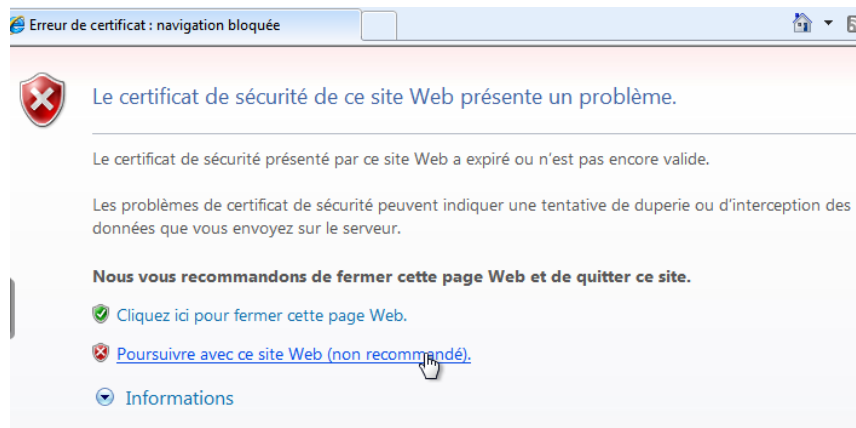 Erreur de certificat : navigation bloquée
Le certificat de sécurité de ce site Web présente un problème.
Le certificat de sécurité présenté par ce site Web a expiré ou n'est pas encore valide.
Les problèmes de certificat de sécurité peuvent indiquer une tentative de duperie ou d'interception des
données que vous envoyez sur le serveur.
Nous vous recommandons de fermer cette page Web et de quitter ce site.
Cliquez ici pour fermer cette page Web.
Poursuivre avec ce site Web (non recommandé).
Informations